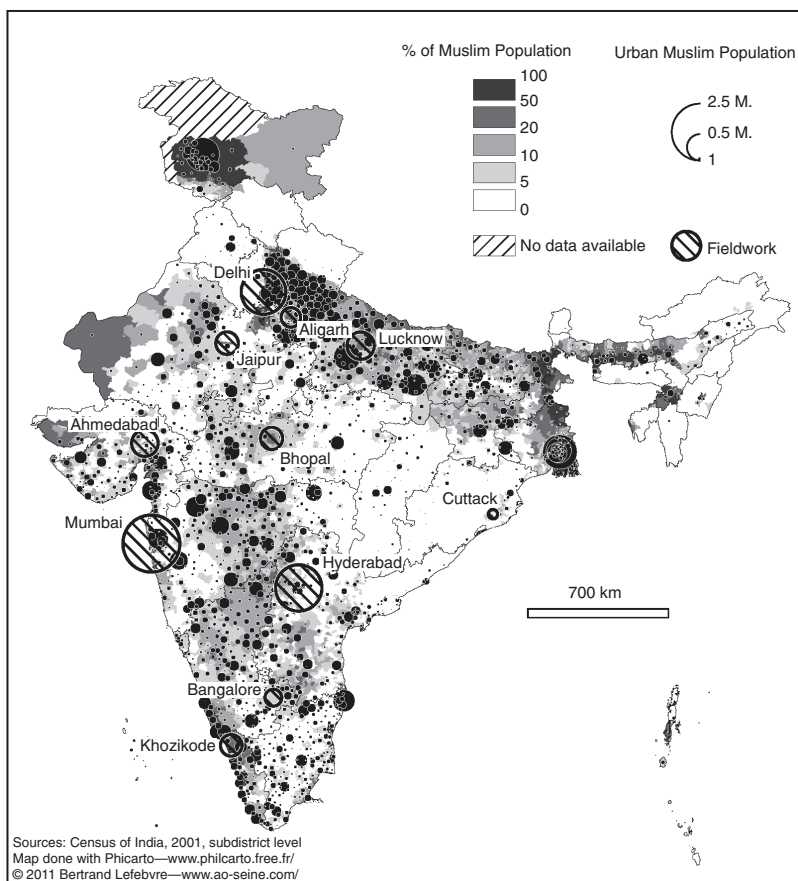 % of Muslim Population
100
50
20
10
5
0
No data available
Urban Muslim Population
2.5 M.
0.5 M.
1
Fieldwork
Delhi
Aligarh
Lucknow
Jaipur
Ahmedabad
Bhopal
Cuttack
Mumbai
Hyderabad
700 km
Bangalore
Khozikode
Sources: Census of India, 2001, subdistrict level
Map done with Phicarto—www.philcarto.free.fr/
© 2011 Bertrand Lefebvre—www.ao-seine.com/